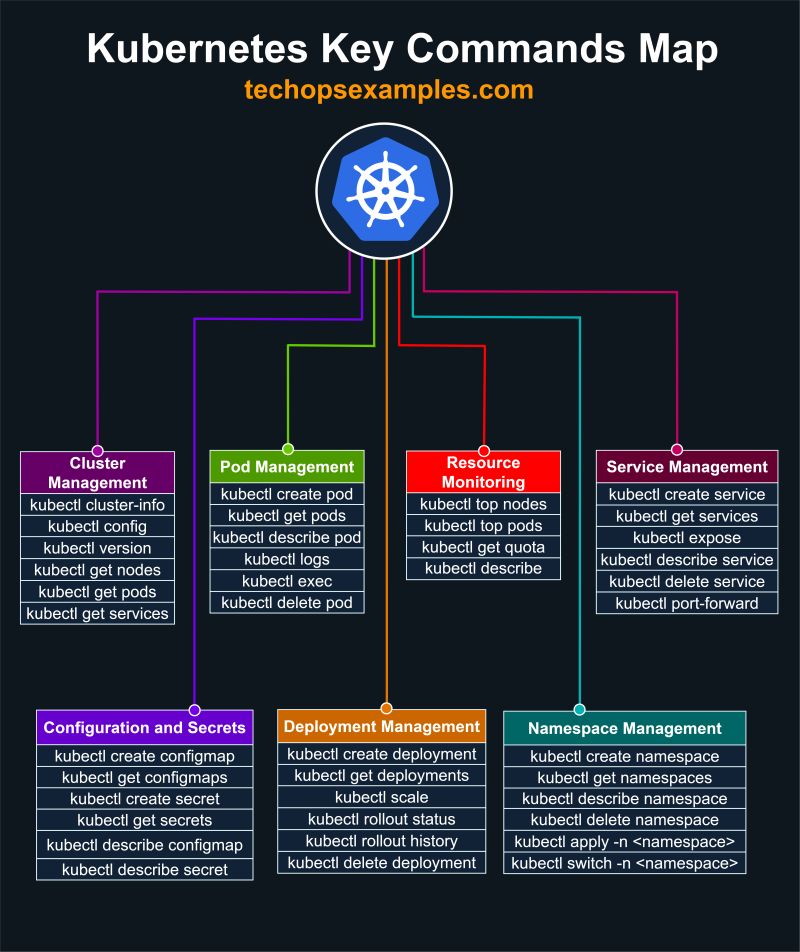 Kubernetes Key Commands Map
techopsexamples.com
Cluster
Management
kubectl cluster-info
kubectl config
kubectl version
kubectl get nodes
kubectl get pods
kubectl get services
Pod Management
kubectl create pod
kubectl get pods
kubectl describe pod
kubectl logs
kubectl exec
kubectl delete pod
Resource
Monitoring
kubectl top nodes
kubectl top pods
kubectl get quota
kubectl describe
Service Management
kubectl create service
kubectl get services
kubectl expose
kubectl describe service
kubectl delete service
kubectl port-forward
Configuration and Secrets
kubectl create configmap
kubectl get configmaps
kubectl create secret
kubectl get secrets
kubectl describe configmap
kubectl describe secret
Deployment Management
kubectl create deployment
kubectl get deployments
kubectl scale
kubectl rollout status
kubectl rollout history
kubectl delete deployment
Namespace Management
kubectl create namespace
kubectl get namespaces
kubectl describe namespace
kubectl delete namespace
kubectl apply -n <namespace>
kubectl switch -n <namespace>